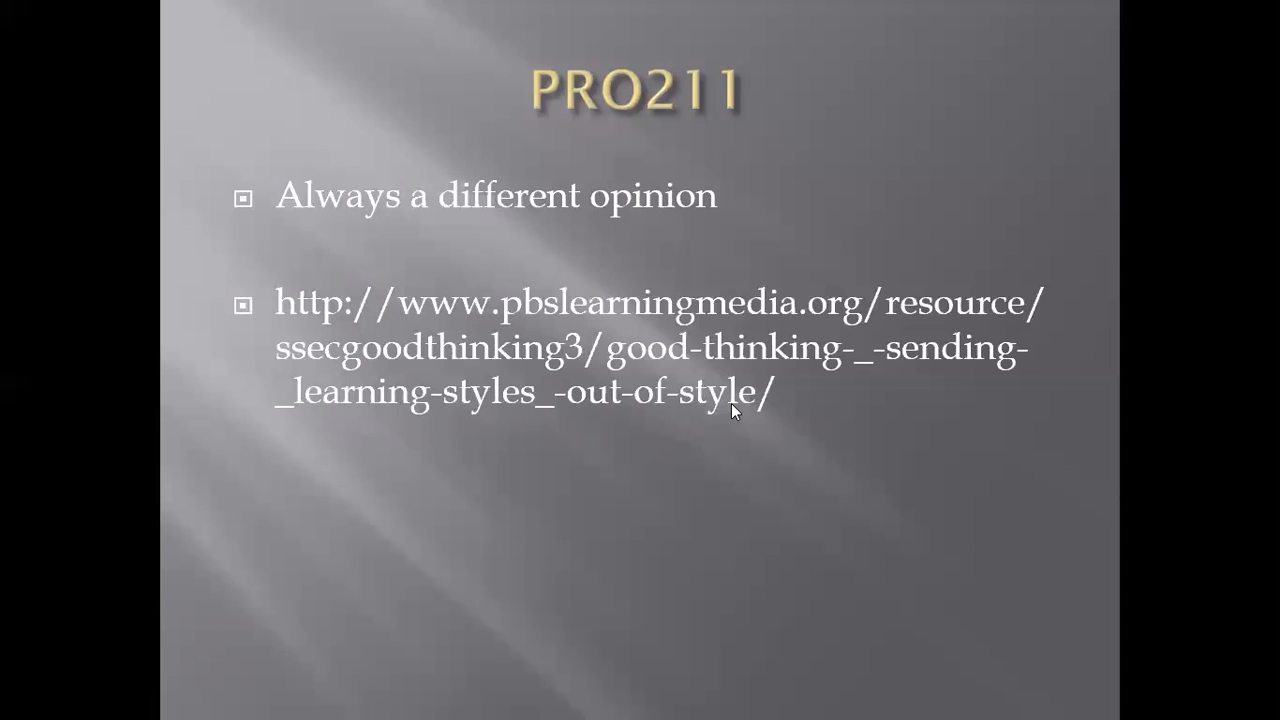 PRO211
Always a different opinion
http://www.pbslearningmedia.org/resource/
ssecgoodthinking3/good-thinking-_-sending-
_learning-styles_-out-of-style/